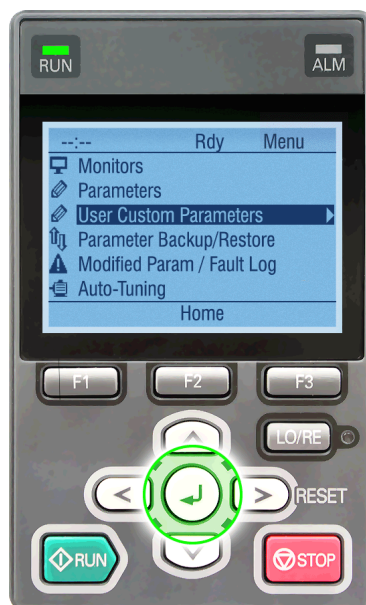 RUN
ALM
--:-- Rdy Menu
Monitors
Parameters
User Custom Parameters
Parameter Backup/Restore
Modified Param / Fault Log
Auto-Tuning
Home
F1 F2 F3
LO/RE
< > RESET
RUN STOP